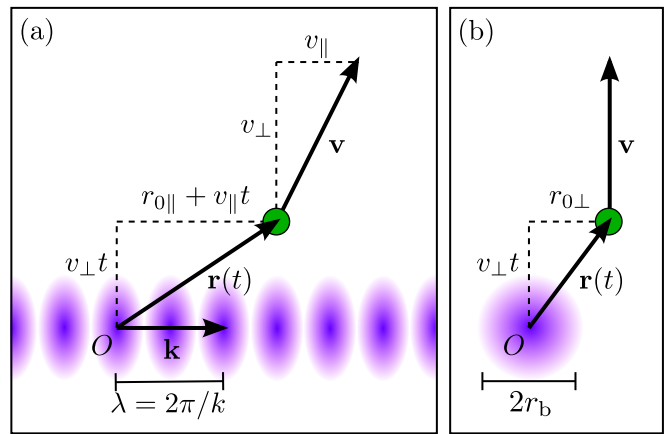 (a)
v∥
v⊥
v
r0∥ + v∥t
v⊥t
r(t)
O
k
λ = 2π/k
(b)
v
r0⊥
v⊥t
r(t)
O
2rb